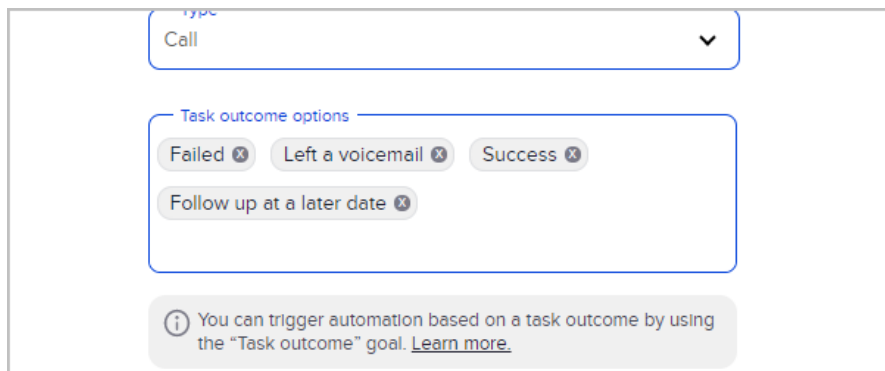 Type
Call
Task outcome options
Failed Left a voicemail Success
Follow up at a later date
You can trigger automation based on a task outcome by using
the “Task outcome” goal. Learn more.